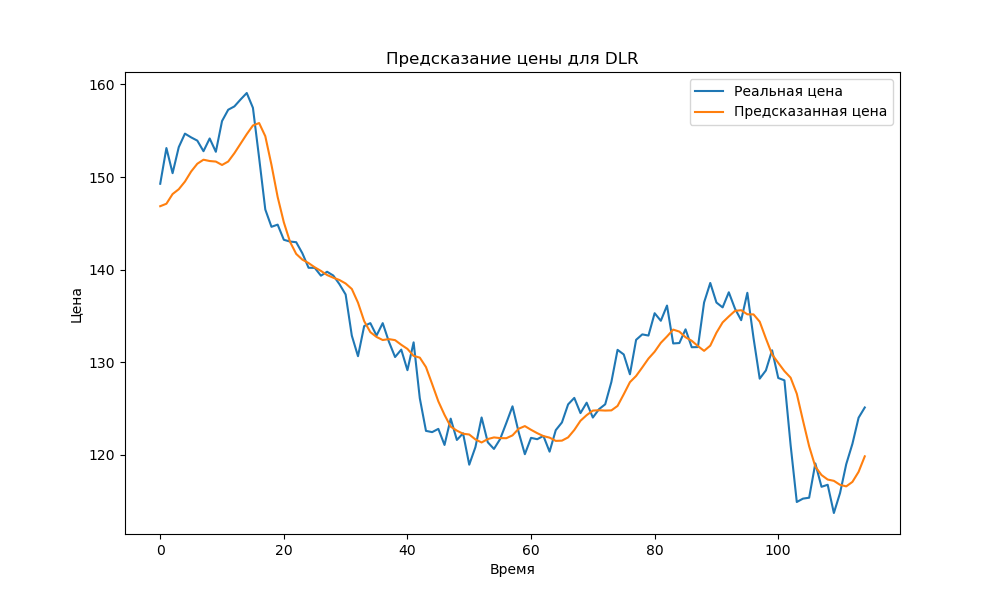 Предсказание цены для DLR
Реальная цена
Предсказанная цена
160
150
140
130
120
Цена
0 20 40 60 80 100
Время